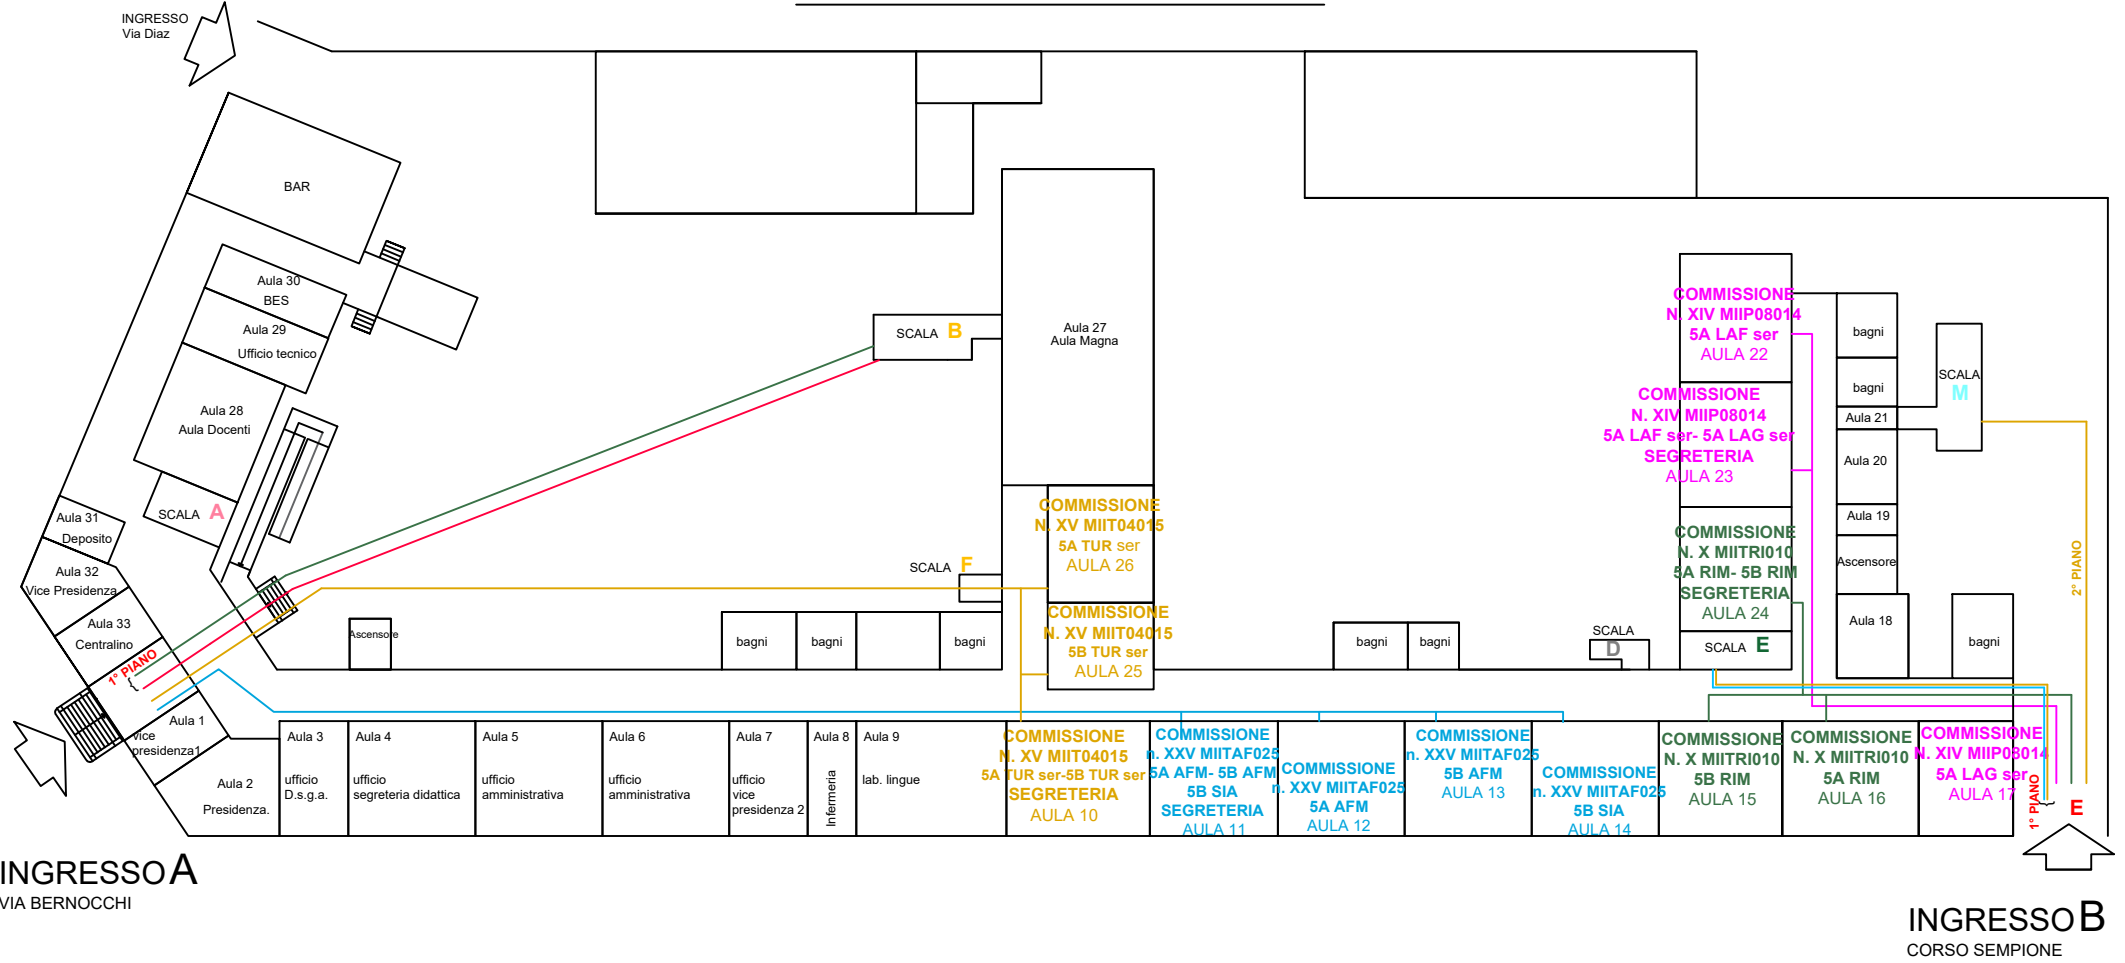 INGRESSO
Via Diaz
BAR
Aula 30
BES
Aula 29
Ufficio tecnico
Aula 28
Aula Docenti
SCALA A
Aula 31
Deposito
Aula 32
Vice Presidenza
Aula 33
Centralino
1° PIANO
Aula 1
vice
presidenza1
Aula 2
Presidenza.
Ascensore
SCALA B
Aula 27
Aula Magna
SCALA F
bagni
bagni
bagni
COMMISSIONE
N. XV MIIT04015
5A TUR ser
AULA 26
COMMISSIONE
N. XV MIIT04015
5B TUR ser
AULA 25
bagni
bagni
SCALA
D
COMMISSIONE
N. XIV MIIP08014
5A LAF ser
AULA 22
COMMISSIONE
N. XIV MIIP08014
5A LAF ser- 5A LAG ser
SEGRETERIA
AULA 23
COMMISSIONE
N. X MIITRI010
5A RIM- 5B RIM
SEGRETERIA
AULA 24
SCALA E
bagni
bagni
Aula 21
Aula 20
Aula 19
Ascensore
Aula 18
bagni
SCALA
M
2° PIANO
Aula 3
ufficio
D.s.g.a.
Aula 4
ufficio
segreteria didattica
Aula 5
ufficio
amministrativa
Aula 6
ufficio
amministrativa
Aula 7
ufficio
vice
presidenza 2
Aula 8
Infermeria
Aula 9
lab. lingue
COMMISSIONE
N. XV MIIT04015
5A TUR ser-5B TUR ser
SEGRETERIA
AULA 10
COMMISSIONE
n. XXV MIITAF025
5A AFM- 5B AFM
5B SIA
SEGRETERIA
AULA 11
COMMISSIONE
n. XXV MIITAF025
5A AFM
AULA 12
COMMISSIONE
n. XXV MIITAF025
5B AFM
AULA 13
COMMISSIONE
n. XXV MIITAF025
5B SIA
AULA 14
COMMISSIONE
N. X MIITRI010
5B RIM
AULA 15
COMMISSIONE
N. X MIITRI010
5A RIM
AULA 16
COMMISSIONE
N. XIV MIIP08014
5A LAG ser
AULA 17
1° PIANO
E
INGRESSO A
VIA BERNOCCHI
INGRESSO B
CORSO SEMPIONE